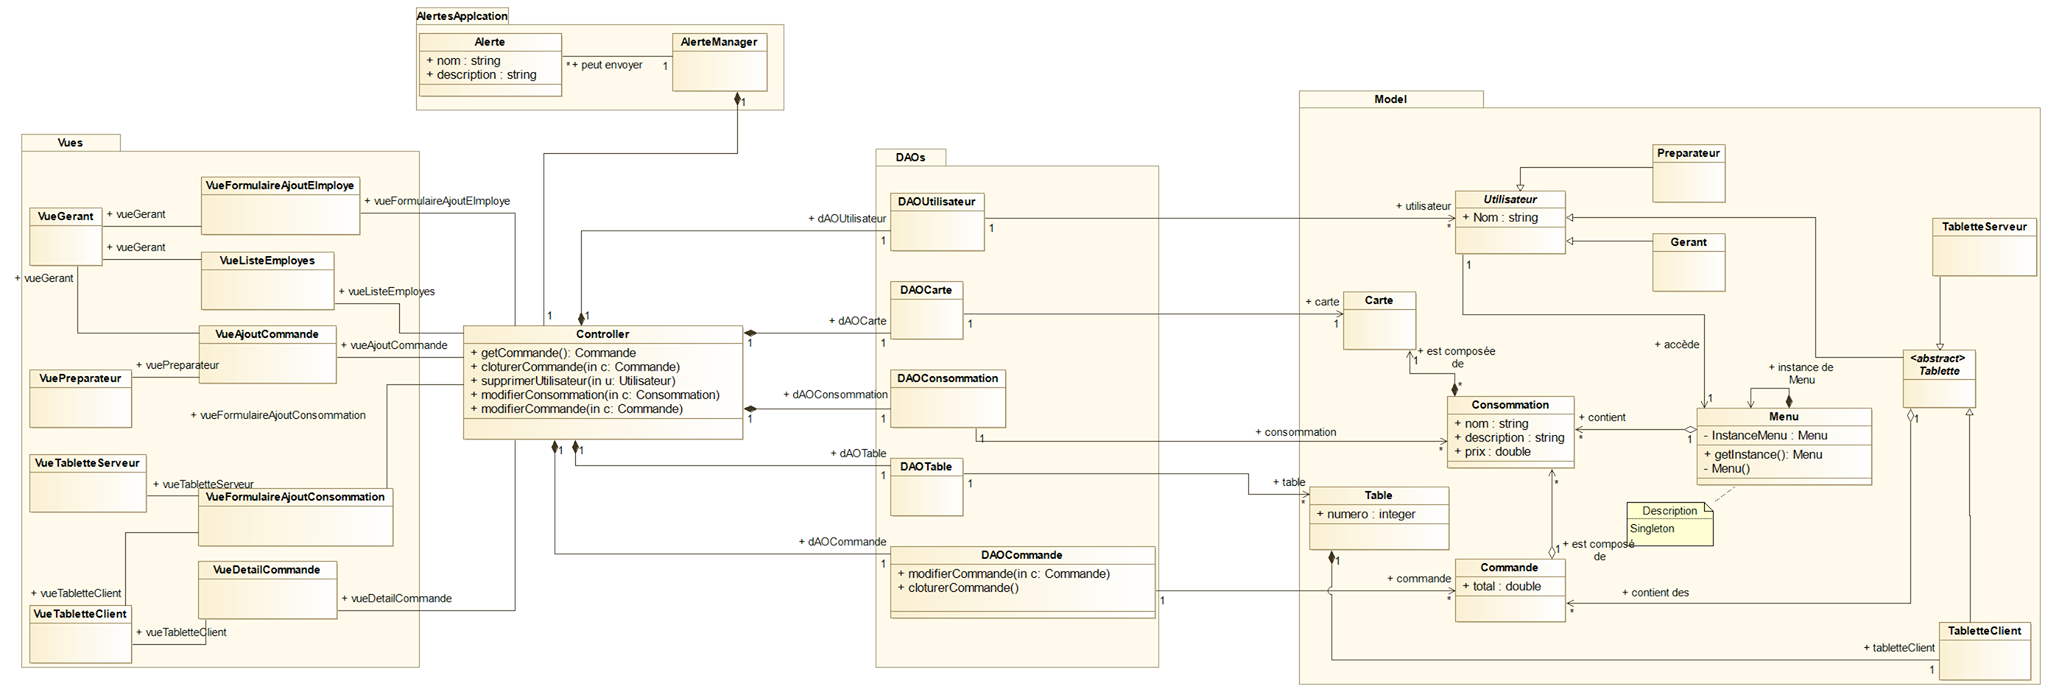 AlertesApplcation
Alerte
+ nom : string
+ description : string
* + peut envoyer 1
AlerteManager
1
Vues
VueGerant
+ vueGerant
+ vueGerant
+ vueGerant
VueFormulaireAjoutEImploye
+ vueFormulaireAjoutEImploye
VueListeEmployes
+ vueListeEmployes
VueAjoutCommande
+ vueAjoutCommande
VuePreparateur
+ vuePreparateur
+ vueFormulaireAjoutConsommation
VueTabletteServeur
+ vueTabletteServeur
VueFormulaireAjoutConsommation
VueDetailCommande
+ vueDetailCommande
+ vueTabletteClient
VueTabletteClient
+ vueTabletteClient
1
1
Controller
+ getCommande(): Commande
+ cloturerCommande(in c: Commande)
+ supprimerUtilisateur(in u: Utilisateur)
+ modifierConsommation(in c: Consommation)
+ modifierCommande(in c: Commande)
1
1
1
1
DAOs
+ dAOUtilisateur
1
DAOUtilisateur
1
+ dAOCarte
1
DAOCarte
1
+ dAOConsommation
1
DAOConsommation
1
+ dAOTable
1
DAOTable
1
+ dAOCommande
1
DAOCommande
+ modifierCommande(in c: Commande)
+ cloturerCommande()
1
Model
Preparateur
+ utilisateur
*
Utilisateur
+ Nom : string
1
Gerant
TabletteServeur
+ carte
1
Carte
+ est composée
de
1
*
+ accède
1
+ instance de
Menu
<abstract>
Tablette
1
+ consommation
*
Consommation
+ nom : string
+ description : string
+ prix : double
*
+ contient
*
1
Menu
- InstanceMenu : Menu
+ getInstance(): Menu
- Menu()
Description
Singleton
+ table
*
Table
+ numero : integer
1
1
+ est composé
de
+ commande
*
Commande
+ total : double
+ contient des
*
TabletteClient
+ tabletteClient
1